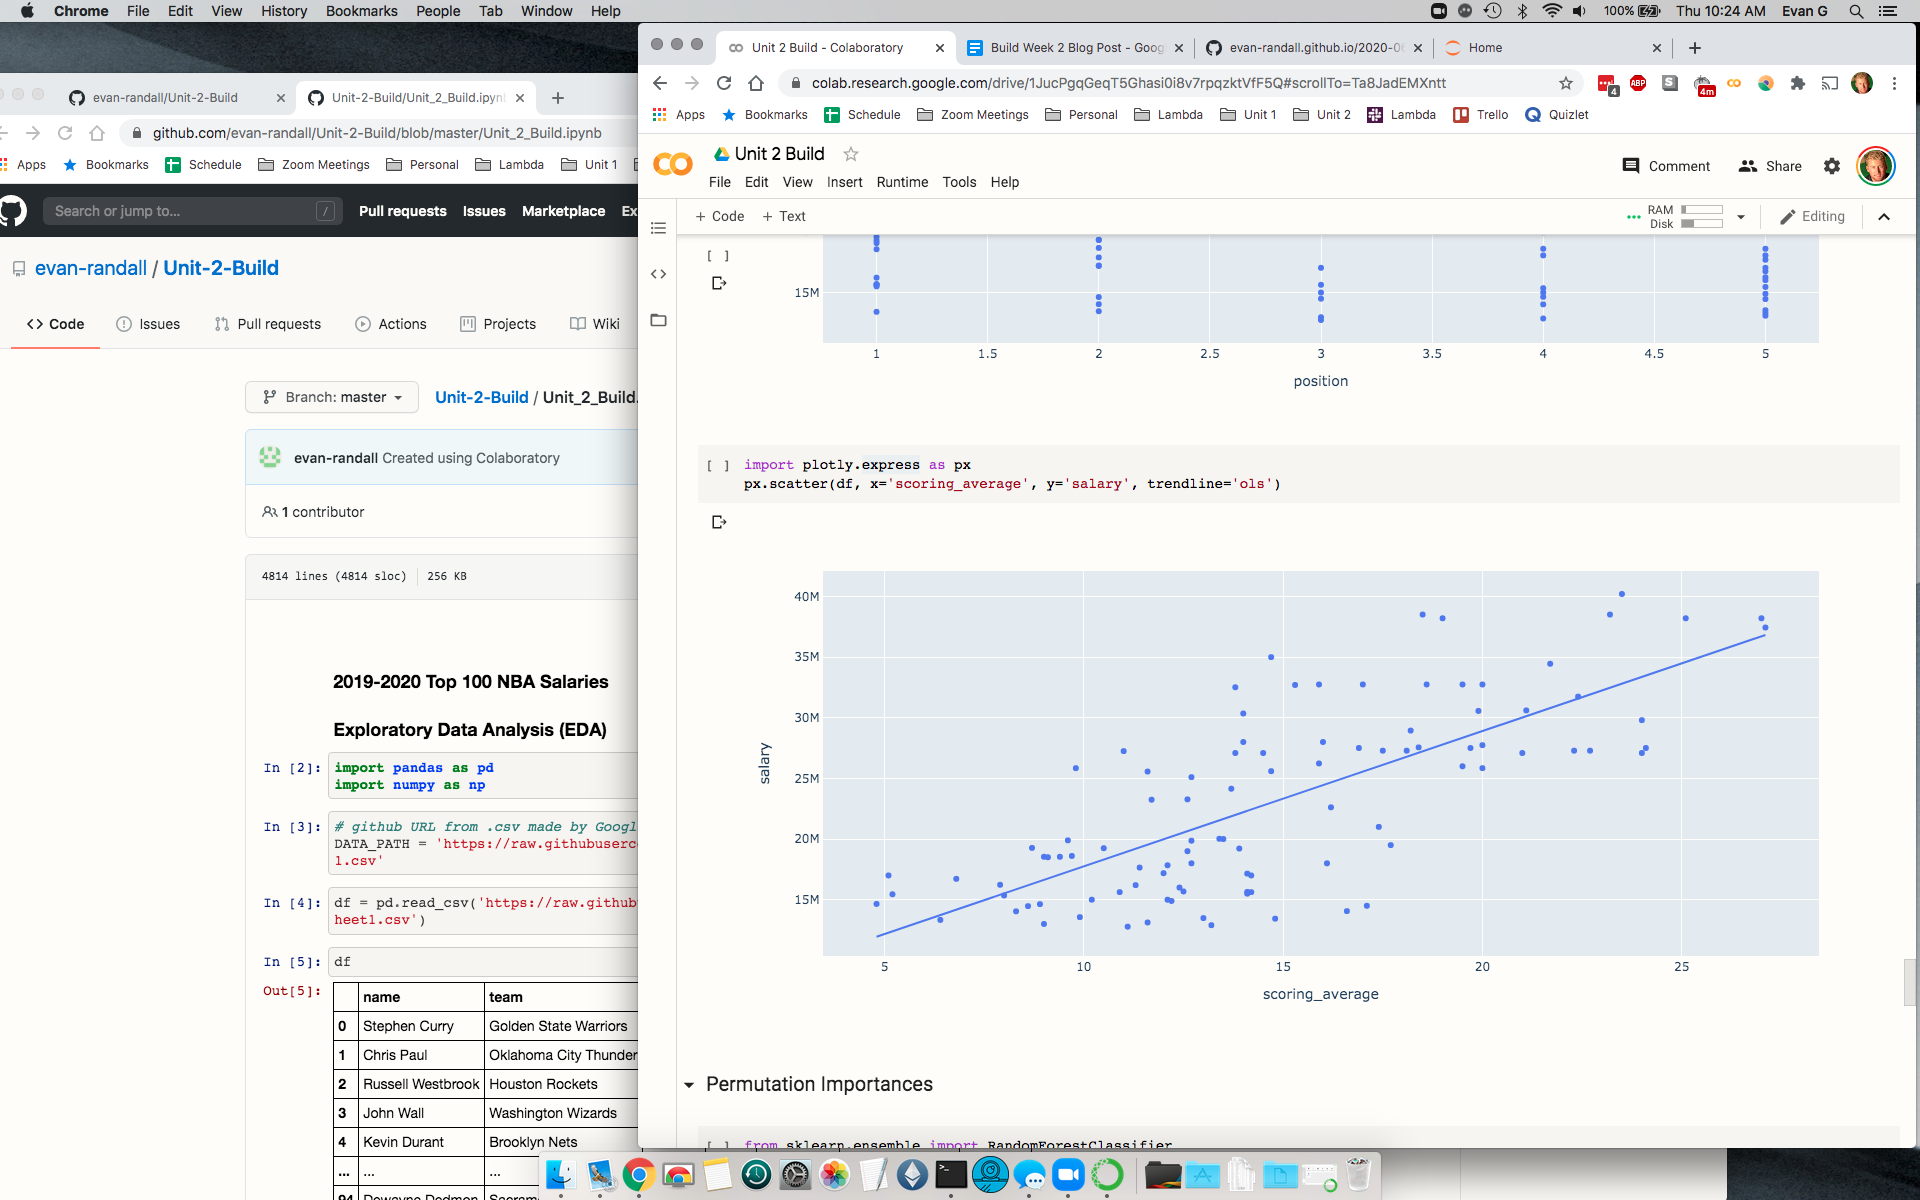 Chrome File Edit View History Bookmarks People Tab Window Help
100% Thu 10:24 AM Evan G
evan-randall/Unit-2-Build
Unit-2-Build/Unit_2_Build.ipyn
github.com/evan-randall/Unit-2-Build/blob/master/Unit_2_Build.ipynb
Apps Bookmarks Schedule Zoom Meetings Personal Lambda Unit 1
Search or jump to... /
Pull requests Issues Marketplace Ex
evan-randall / Unit-2-Build
Code Issues Pull requests Actions Projects Wiki
Branch: master
Unit-2-Build / Unit_2_Build.
evan-randall Created using Colaboratory
1 contributor
4814 lines (4814 sloc) 256 KB
2019-2020 Top 100 NBA Salaries
Exploratory Data Analysis (EDA)
In [2]: import pandas as pd
import numpy as np
In [3]: # github URL from .csv made by Googl
DATA_PATH = 'https://raw.githubuserc
1.csv'
In [4]: df = pd.read_csv('https://raw.github
heet1.csv')
In [5]: df
Out[5]:
name team
0 Stephen Curry Golden State Warriors
1 Chris Paul Oklahoma City Thunder
2 Russell Westbrook Houston Rockets
3 John Wall Washington Wizards
4 Kevin Durant Brooklyn Nets
... ... ...
94 Dewayne Dedmon Sacram
Unit 2 Build - Colaboratory
Build Week 2 Blog Post - Goog
evan-randall.github.io/2020-0
Home
colab.research.google.com/drive/1JucPgqGeqT5Ghasi0i8v7rpqzktVfF5Q#scrollTo=Ta8JadEMXntt
4 ABP S 4m
Apps Bookmarks Schedule Zoom Meetings Personal Lambda Unit 1 Unit 2 Lambda Trello Quizlet
Unit 2 Build
File Edit View Insert Runtime Tools Help
Comment Share
+ Code + Text
RAM
Disk
Editing
[ ]
15M
1 1.5 2 2.5 3 3.5 4 4.5 5
position
[ ] import plotly.express as px
px.scatter(df, x='scoring_average', y='salary', trendline='ols')
40M
35M
30M
25M
20M
15M
salary
5 10 15 20 25
scoring_average
Permutation Importances
[ ] from sklearn.ensemble import RandomForestClassifier